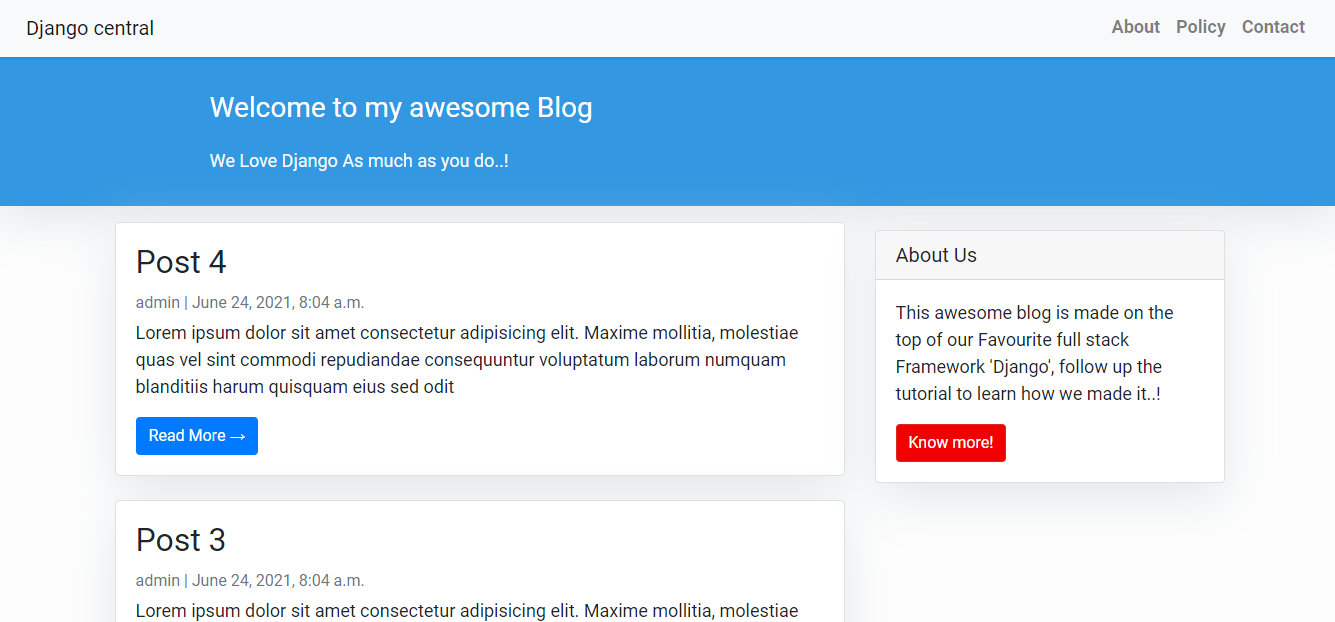 Django central
About Policy Contact
Welcome to my awesome Blog
We Love Django As much as you do..!
Post 4
admin | June 24, 2021, 8:04 a.m.
Lorem ipsum dolor sit amet consectetur adipisicing elit. Maxime mollitia, molestiae
quas vel sint commodi repudiandae consequuntur voluptatum laborum numquam
blanditiis harum quisquam eius sed odit
Read More →
Post 3
admin | June 24, 2021, 8:04 a.m.
Lorem ipsum dolor sit amet consectetur adipisicing elit. Maxime mollitia, molestiae
About Us
This awesome blog is made on the
top of our Favourite full stack
Framework 'Django', follow up the
tutorial to learn how we made it..!
Know more!